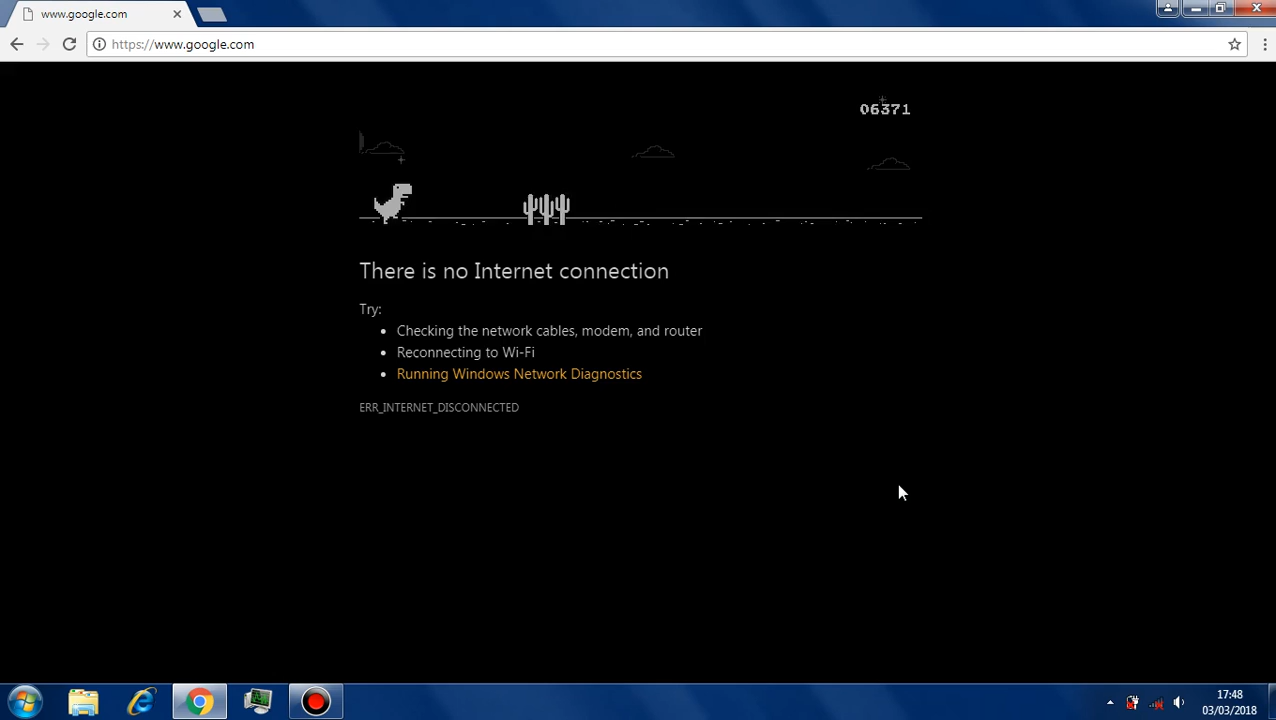 www.google.com
https://www.google.com
06371
There is no Internet connection
Try:
Checking the network cables, modem, and router
Reconnecting to Wi-Fi
Running Windows Network Diagnostics
ERR_INTERNET_DISCONNECTED
17:48
03/03/2018